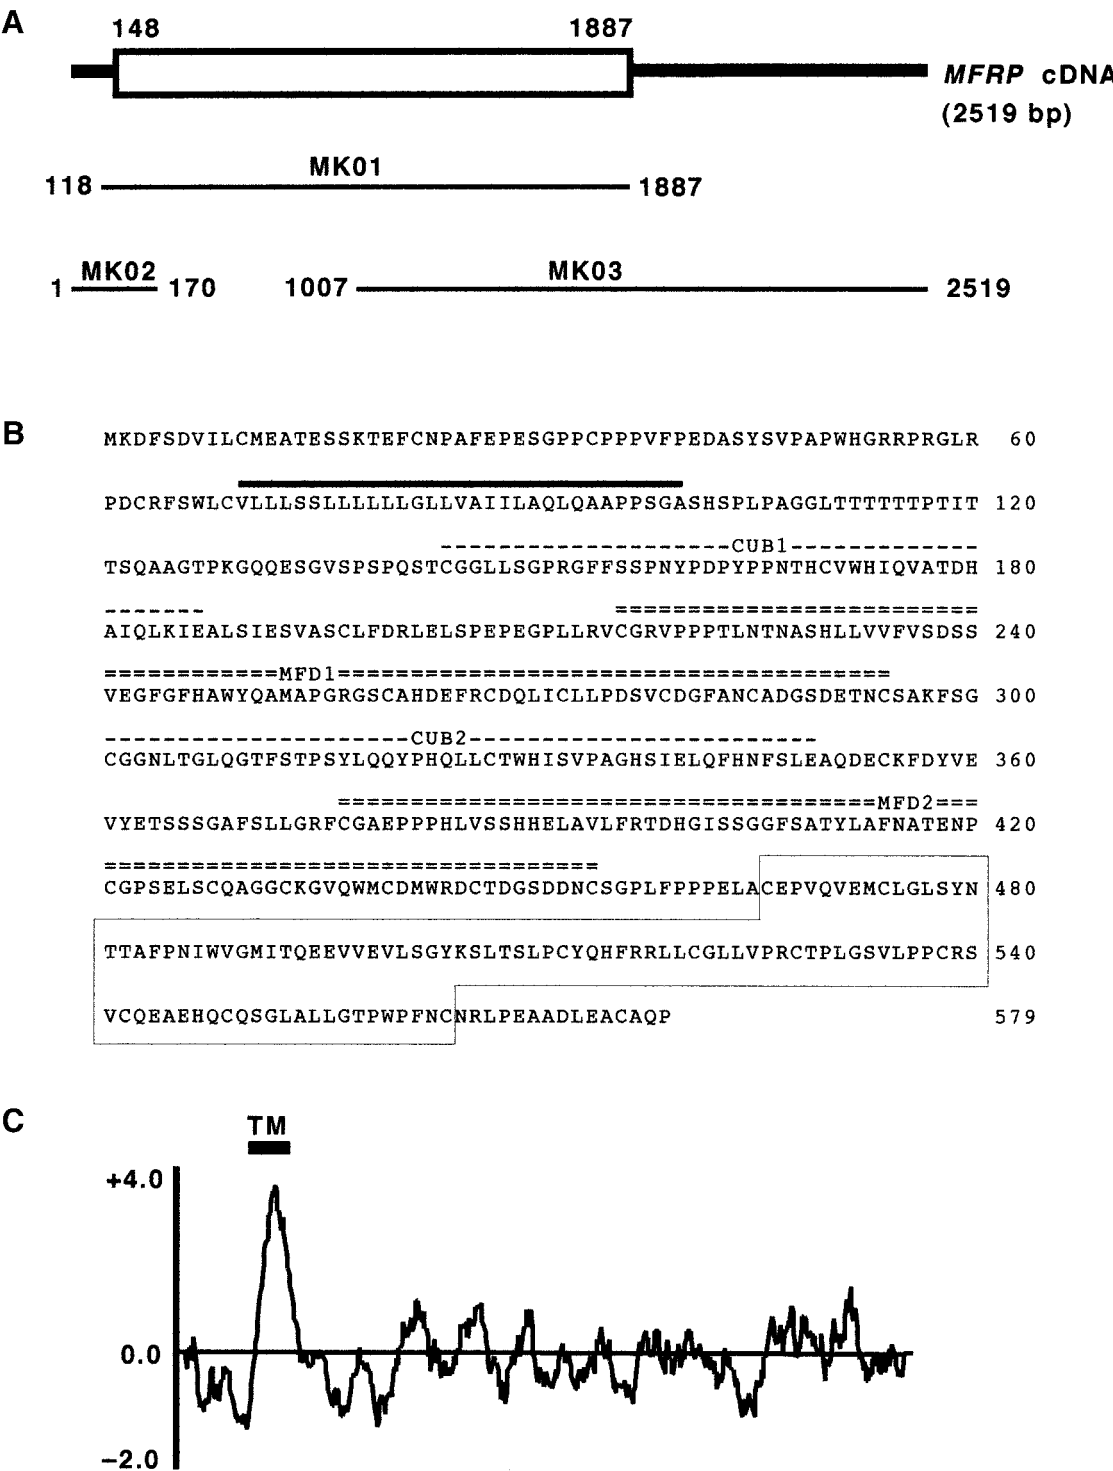 A
148 1887
MFRP cDNA
(2519 bp)
MK01
118 1887
MK02 MK03
1 170 1007 2519
B
MKDFSDVILCMEATESSKTEFCNPAFEPESGPPCPPPVFPEDASYSVPAPWHGRRPRGLR 60
PDCRFSWLCVLLLSSLLLLLLGLLVAIILAQLQAAPPSGASHSPLPAGGLTTTTTTPTIT 120
--------------------CUB1-------------
TSQAAGTPKGQQESGVSPSPQSTCGGLLSGPRGFFSSPNYPDPYPPNTHCVWHIQVATDH 180
------- =========================
AIQLKIEALSIESVASCLFDRLELSPEPEGPLLRVCGRVPPPTLNTNASHLLVVFVSDSS 240
============MFD1======================================
VEGFGFHAWYQAMAPGRGSCAHDEFRCDQLICLLPDSVCDGFANCADGSDETNCSAKFSG 300
---------------------CUB2------------------------
CGGNLTGLQGTFSTPSYLQQYPHQLLCTWHISVPAGHSIELQFHNFSLEAQDECKFDYVE 360
=====================================MFD2===
VYETSSSGAFSLLGRFCGAEPPPHLVSSHHELAVLFRTDHGISSGGFSATYLAFNATENP 420
==================================
CGPSELSCQAGGCKGVQWMCDMWRDCTDGSDDNCSGPLFPPPELACEPVQVEMCLGLSYN 480
TTAFPNIWVGMITQEEVVEVLSGYKSLTSLPCYQHFRRLLCGLLVPRCTPLGSVLPPCRS 540
VCQEAEHQCQSGLALLGTPWPFNCNRLPEAADLEACAQP 579
C
TM
+4.0
0.0
−2.0